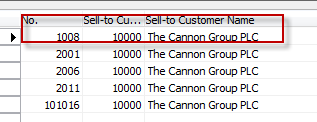 No. Sell-to Cu... Sell-to Customer Name
1008 10000 The Cannon Group PLC
2001 10000 The Cannon Group PLC
2006 10000 The Cannon Group PLC
2011 10000 The Cannon Group PLC
101016 10000 The Cannon Group PLC